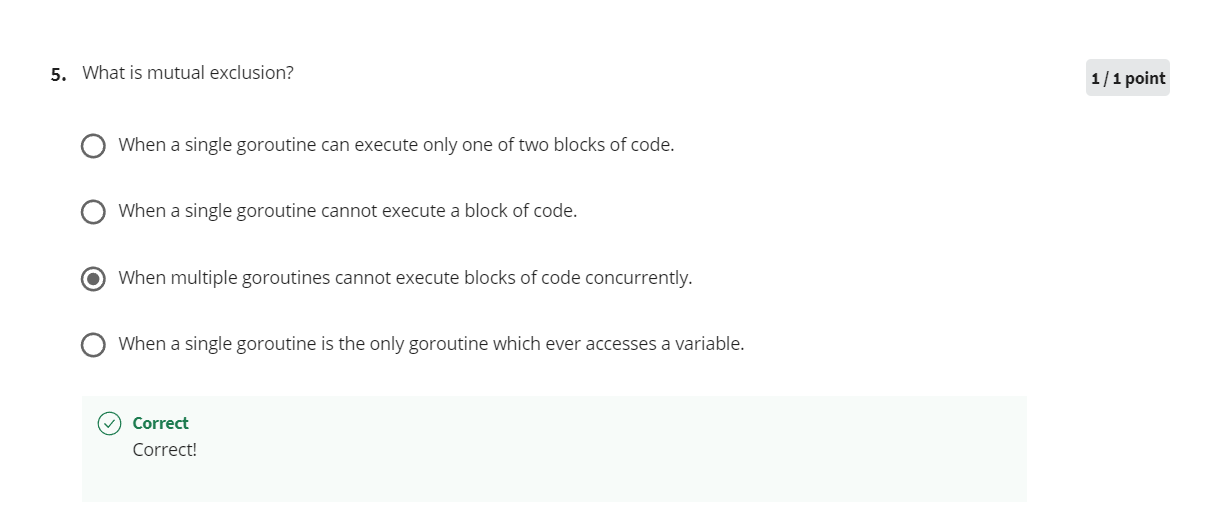 5. What is mutual exclusion?
1 / 1 point
When a single goroutine can execute only one of two blocks of code.
When a single goroutine cannot execute a block of code.
When multiple goroutines cannot execute blocks of code concurrently.
When a single goroutine is the only goroutine which ever accesses a variable.
Correct
Correct!